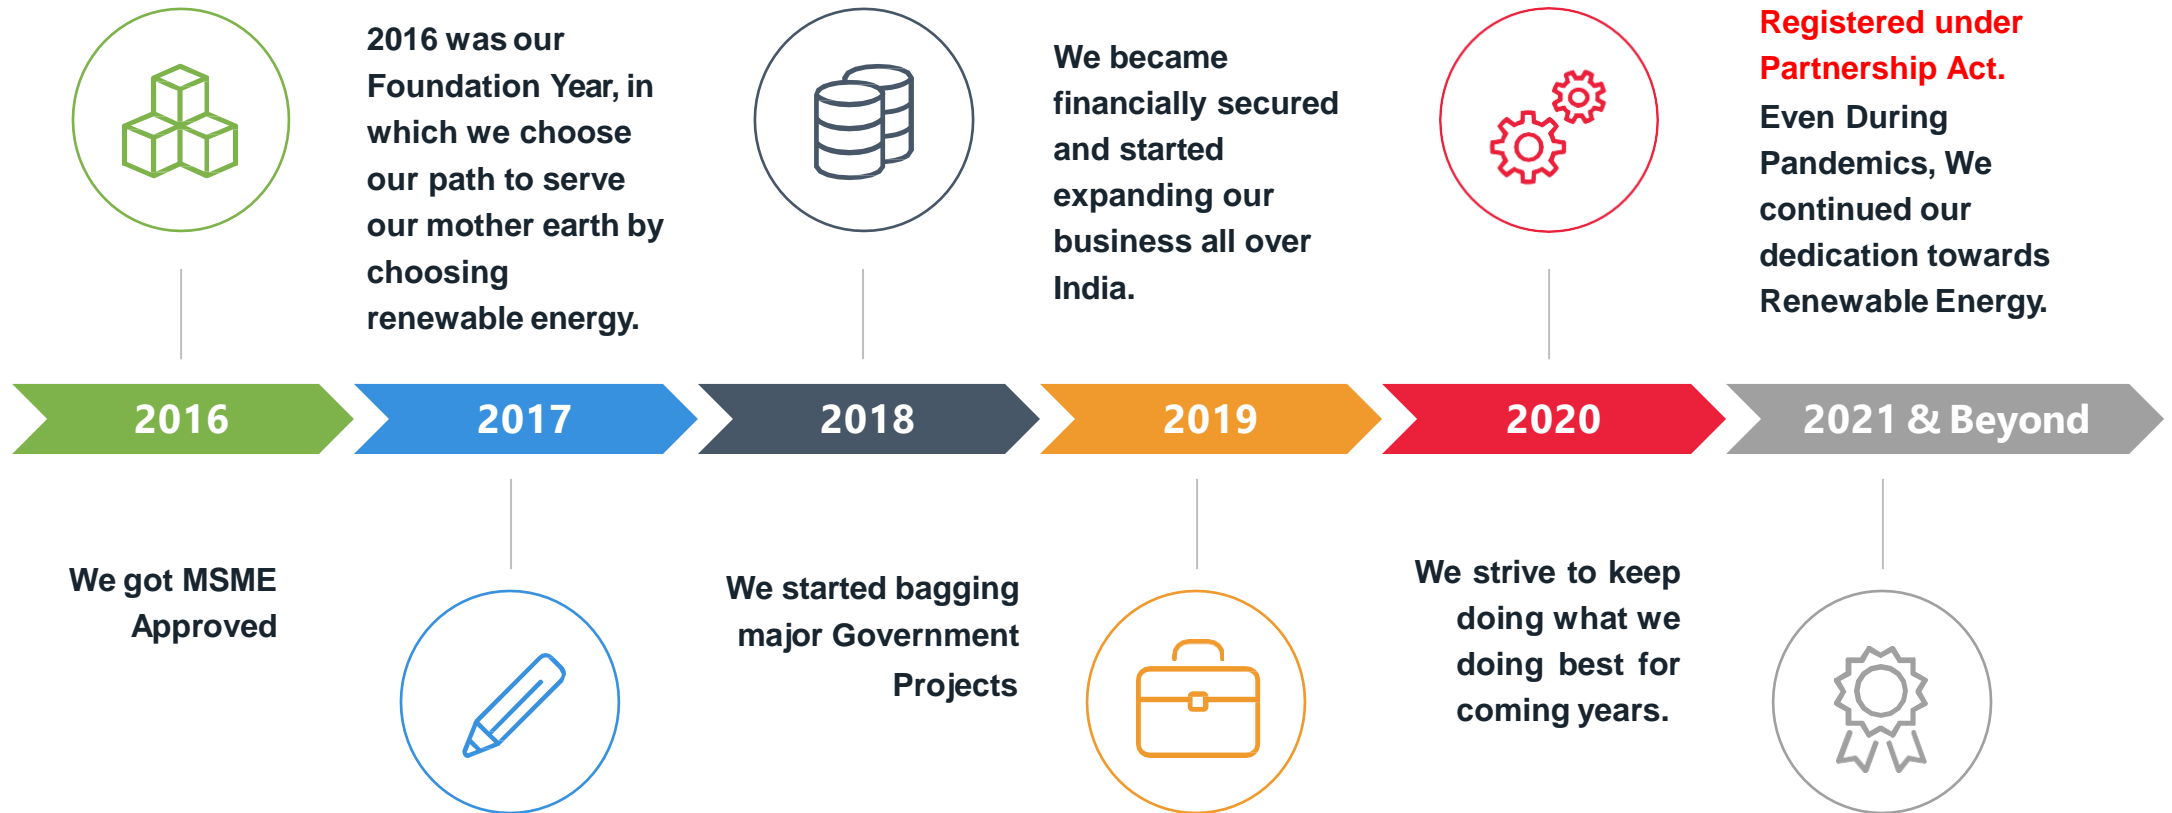 2016 was our
Foundation Year, in
which we choose
our path to serve
our mother earth by
choosing
renewable energy.
We became
financially secured
and started
expanding our
business all over
India.
Registered under
Partnership Act.
Even During
Pandemics, We
continued our
dedication towards
Renewable Energy.
2016
2017
2018
2019
2020
2021 & Beyond
We got MSME
Approved
We started bagging
major Government
Projects
We strive to keep
doing what we
doing best for
coming years.